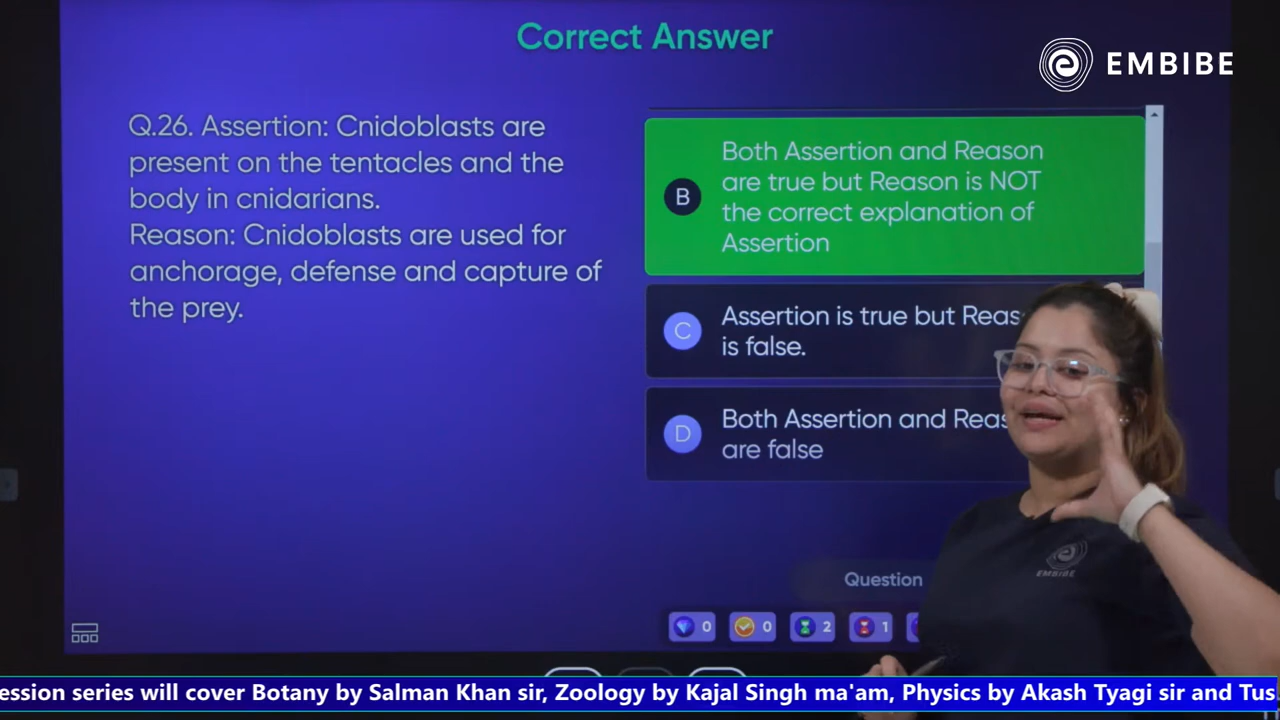 Correct Answer
EMBIBE
Q.26. Assertion: Cnidoblasts are
present on the tentacles and the
body in cnidarians.
Reason: Cnidoblasts are used for
anchorage, defense and capture of
the prey.
B
Both Assertion and Reason
are true but Reason is NOT
the correct explanation of
Assertion
C
Assertion is true but Reas
is false.
D
Both Assertion and Reas
are false
EMBIBE
Question
0 0 2 1
ession series will cover Botany by Salman Khan sir, Zoology by Kajal Singh ma'am, Physics by Akash Tyagi sir and Tus